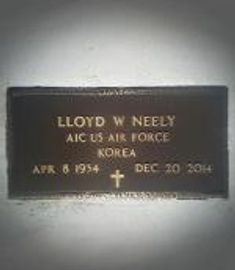 LLOYD W NEELY
A1C US AIR FORCE
KOREA
APR 8 1934 DEC 20 2014